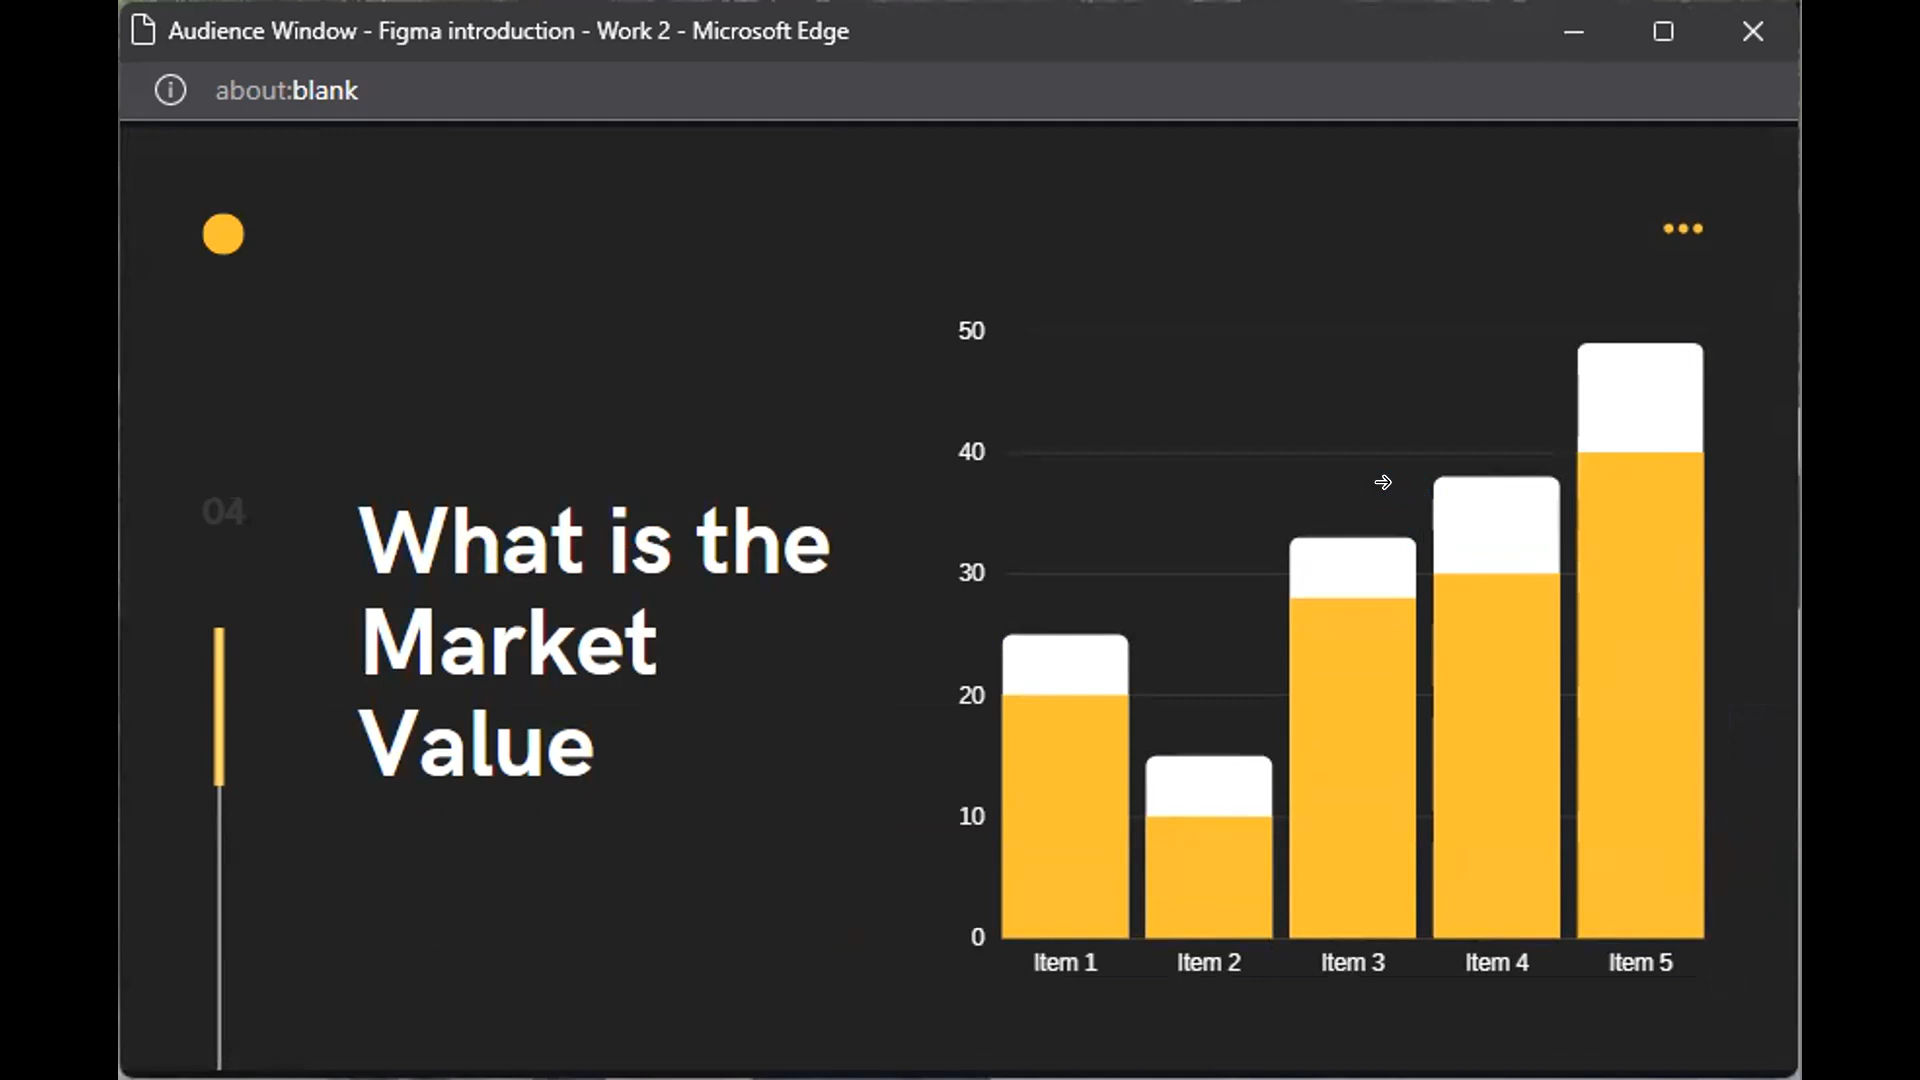 Audience Window - Figma introduction - Work 2 - Microsoft Edge
about:blank
04
What is the
Market
Value
50
40
30
20
10
0
Item 1 Item 2 Item 3 Item 4 Item 5